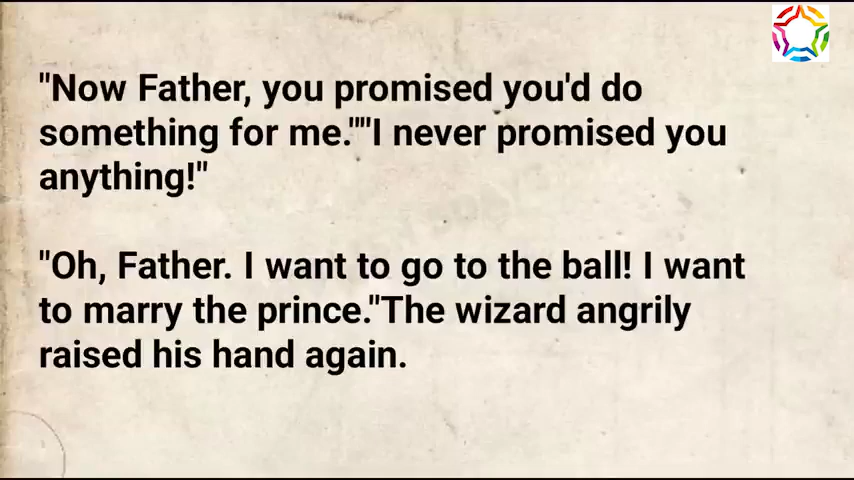 "Now Father, you promised you'd do
something for me.""I never promised you
anything!"
"Oh, Father. I want to go to the ball! I want
to marry the prince."The wizard angrily
raised his hand again.